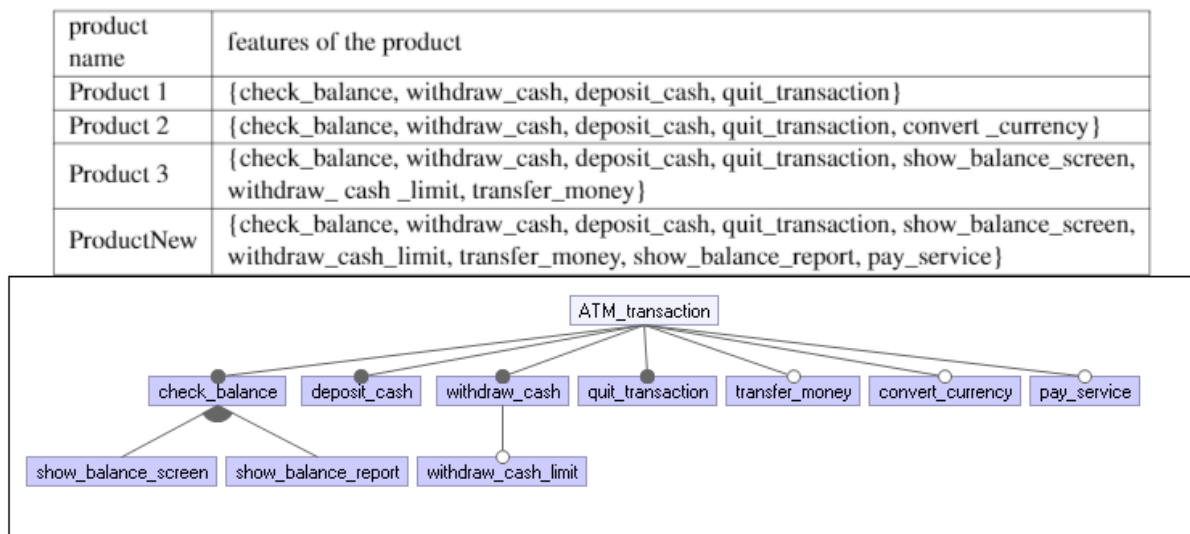 product
name
features of the product
Product 1
{check_balance, withdraw_cash, deposit_cash, quit_transaction}
Product 2
{check_balance, withdraw_cash, deposit_cash, quit_transaction, convert _currency}
Product 3
{check_balance, withdraw_cash, deposit_cash, quit_transaction, show_balance_screen,
withdraw_ cash _limit, transfer_money}
ProductNew
{check_balance, withdraw_cash, deposit_cash, quit_transaction, show_balance_screen,
withdraw_cash_limit, transfer_money, show_balance_report, pay_service}
ATM_transaction
check_balance deposit_cash withdraw_cash quit_transaction transfer_money convert_currency pay_service
show_balance_screen show_balance_report withdraw_cash_limit